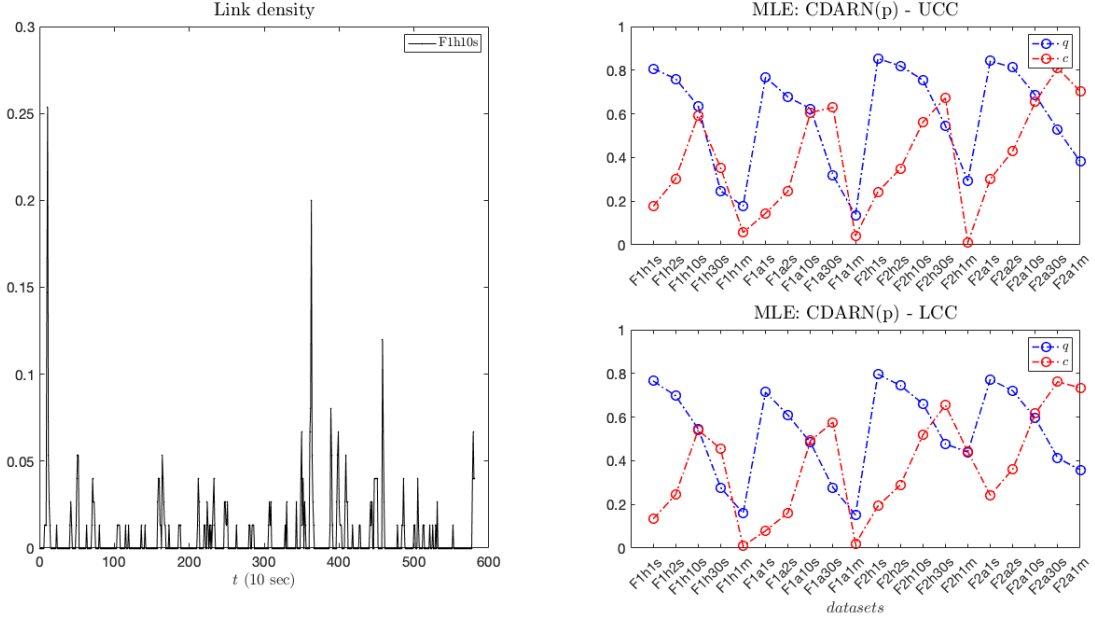 Link density
0.3
0.25
0.2
0.15
0.1
0.05
0
F1h10s
0 100 200 300 400 500 600
t (10 sec)
MLE: CDARN(p) - UCC
1
0.8
0.6
0.4
0.2
0
q
c
F1h1s F1h2s F1h10s F1h30s F1h1m F1a1s F1a2s F1a10s F1a30s F1a1m F2h1s F2h2s F2h10s F2h30s F2h1m F2a1s F2a2s F2a10s F2a30s F2a1m
MLE: CDARN(p) - LCC
1
0.8
0.6
0.4
0.2
0
q
c
F1h1s F1h2s F1h10s F1h30s F1h1m F1a1s F1a2s F1a10s F1a30s F1a1m F2h1s F2h2s F2h10s F2h30s F2h1m F2a1s F2a2s F2a10s F2a30s F2a1m
datasets